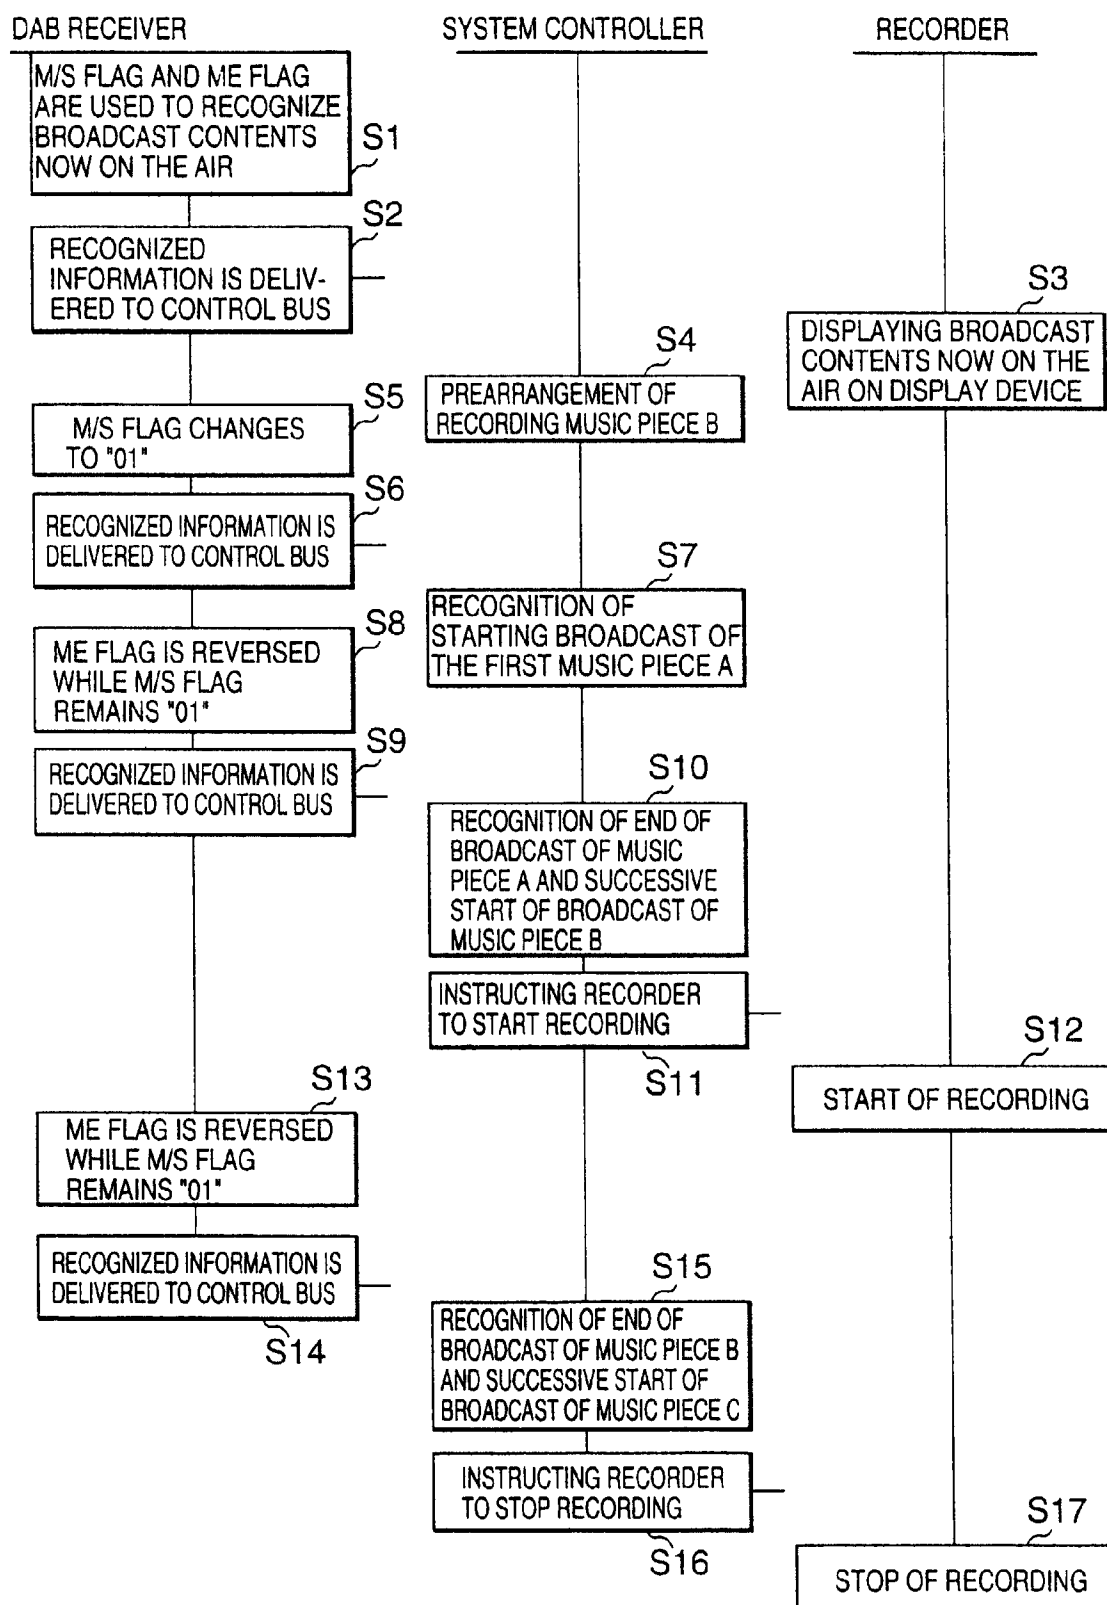 DAB RECEIVER
SYSTEM CONTROLLER
RECORDER
M/S FLAG AND ME FLAG
ARE USED TO RECOGNIZE
BROADCAST CONTENTS
NOW ON THE AIR
S1
S2
RECOGNIZED
INFORMATION IS DELIV-
ERED TO CONTROL BUS
S3
DISPLAYING BROADCAST
CONTENTS NOW ON THE
AIR ON DISPLAY DEVICE
S4
PREARRANGEMENT OF
RECORDING MUSIC PIECE B
S5
M/S FLAG CHANGES
TO "01"
S6
RECOGNIZED INFORMATION IS
DELIVERED TO CONTROL BUS
S7
RECOGNITION OF
STARTING BROADCAST OF
THE FIRST MUSIC PIECE A
S8
ME FLAG IS REVERSED
WHILE M/S FLAG
REMAINS "01"
S9
RECOGNIZED INFORMATION IS
DELIVERED TO CONTROL BUS
S10
RECOGNITION OF END OF
BROADCAST OF MUSIC
PIECE A AND SUCCESSIVE
START OF BROADCAST OF
MUSIC PIECE B
INSTRUCTING RECORDER
TO START RECORDING
S11
S12
START OF RECORDING
S13
ME FLAG IS REVERSED
WHILE M/S FLAG
REMAINS "01"
RECOGNIZED INFORMATION IS
DELIVERED TO CONTROL BUS
S14
S15
RECOGNITION OF END OF
BROADCAST OF MUSIC PIECE B
AND SUCCESSIVE START OF
BROADCAST OF MUSIC PIECE C
INSTRUCTING RECORDER
TO STOP RECORDING
S16
S17
STOP OF RECORDING